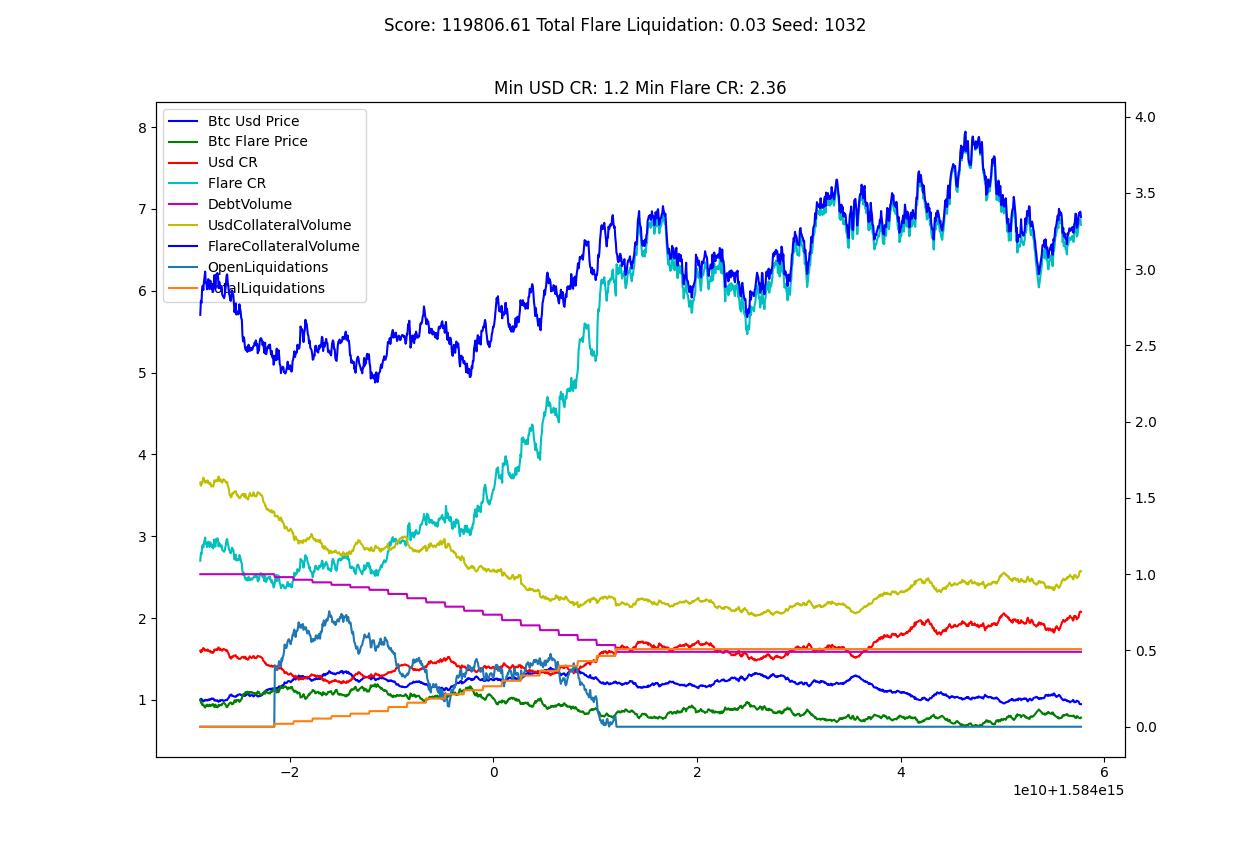 Score: 119806.61 Total Flare Liquidation: 0.03 Seed: 1032
Min USD CR: 1.2 Min Flare CR: 2.36
Btc Usd Price
Btc Flare Price
Usd CR
Flare CR
DebtVolume
UsdCollateralVolume
FlareCollateralVolume
OpenLiquidations
TotalLiquidations
8
7
6
5
4
3
2
1
4.0
3.5
3.0
2.5
2.0
1.5
1.0
0.5
0.0
−2
0
2
4
6
1e10+1.584e15